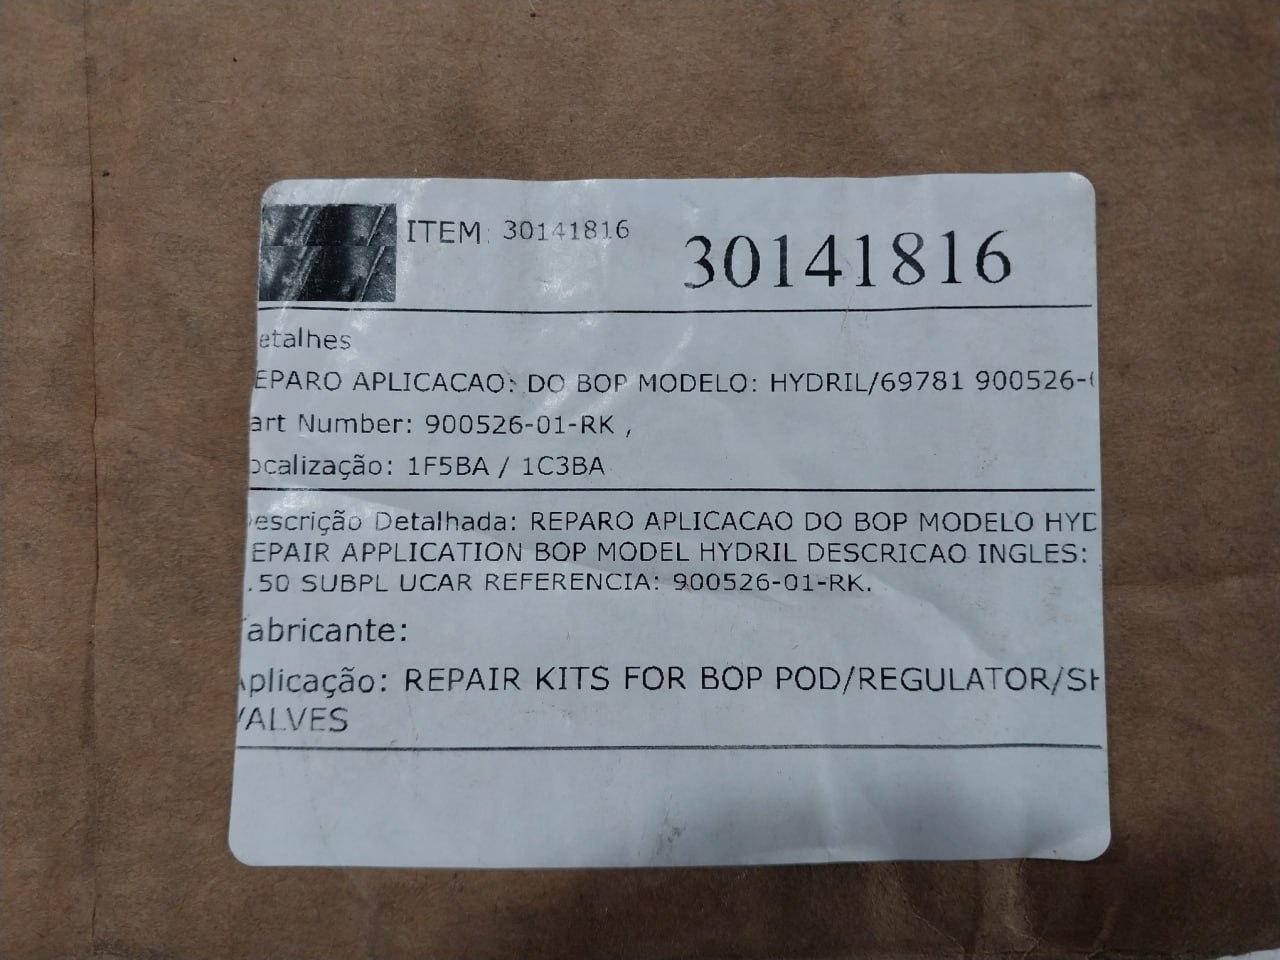 ITEM: 30141816
30141816
etalhes
EPARO APLICACAO: DO BOP MODELO: HYDRIL/69781 900526-
art Number: 900526-01-RK ,
ocalização: 1F5BA / 1C3BA
escrição Detalhada: REPARO APLICACAO DO BOP MODELO HYD
EPAIR APPLICATION BOP MODEL HYDRIL DESCRICAO INGLES:
.50 SUBPL UCAR REFERENCIA: 900526-01-RK.
abricante:
plicação: REPAIR KITS FOR BOP POD/REGULATOR/SH
VALVES